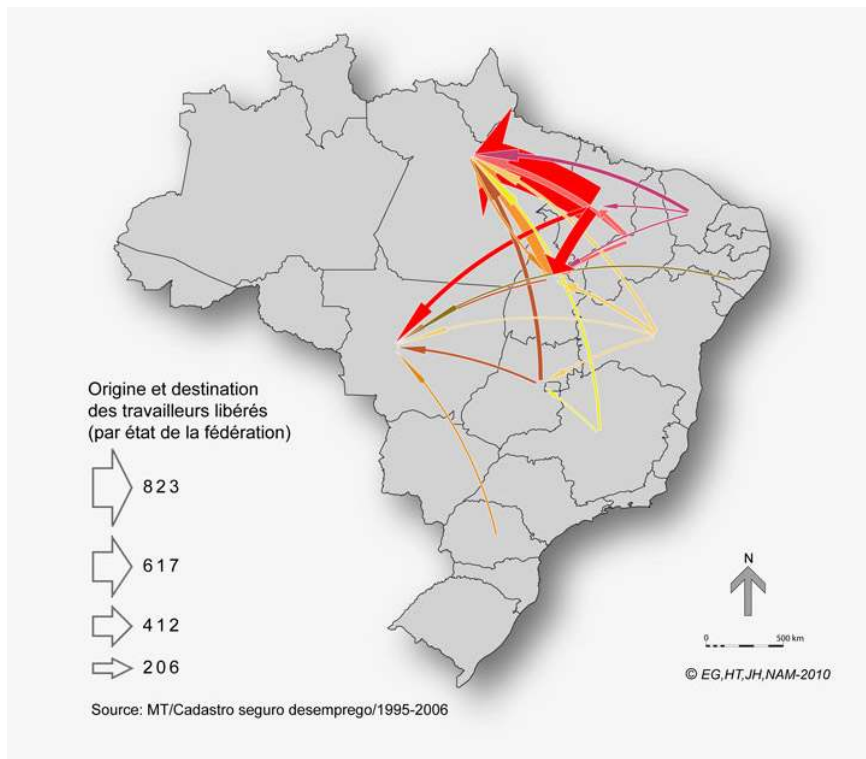 Origine et destination
des travailleurs libérés
(par état de la fédération)
823
617
412
206
N
0 500 km
© EG,HT,JH,NAM-2010
Source: MT/Cadastro seguro desemprego/1995-2006